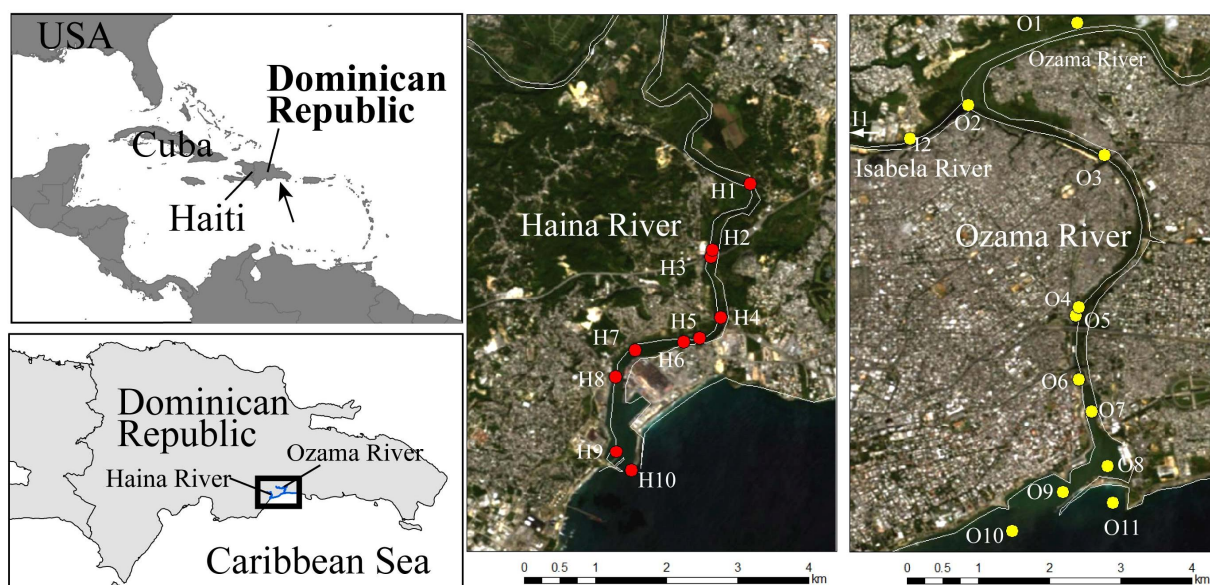 USA
Dominican
Republic
Cuba
Haiti
Dominican
Republic
Ozama River
Haina River
Caribbean Sea
H1
Haina River
H2
H3
H4
H5
H6
H7
H8
H9
H10
0 0.5 1 2 3 4
km
O1
Ozama River
O2
I1
I2
Isabela River
O3
Ozama River
O4
O5
O6
O7
O8
O9
O10
O11
0 0.5 1 2 3 4
km